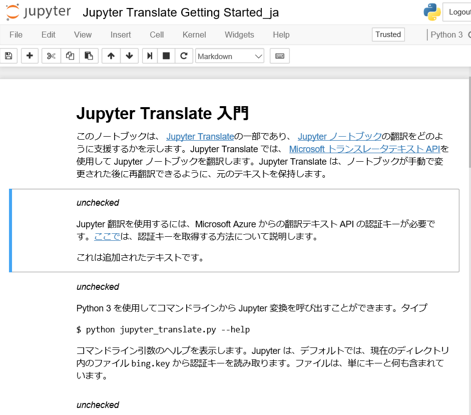 jupyter Jupyter Translate Getting Started_ja
Logou
File Edit View Insert Cell Kernel Widgets Help Trusted Python 3
Markdown
Jupyter Translate 入門
このノートブックは、 Jupyter Translateの一部であり、 Jupyter ノートブックの翻訳をどのよ
うに支援するかを示します。Jupyter Translate では、 Microsoft トランスレータテキスト APIを
使用して Jupyter ノートブックを翻訳します。Jupyter Translate は、ノートブックが手動で変
更された後に再翻訳できるように、元のテキストを保持します。
unchecked
Jupyter 翻訳を使用するには、Microsoft Azure からの翻訳テキスト API の認証キーが必要で
す。ここでは、認証キーを取得する方法について説明します。
これは追加されたテキストです。
unchecked
Python 3 を使用してコマンドラインから Jupyter 変換を呼び出すことができます。タイプ
$ python jupyter_translate.py --help
コマンドライン引数のヘルプを表示します。Jupyter は、デフォルトでは、現在のディレクトリ
内のファイル bing.key から認証キーを読み取ります。ファイルは、単にキーと何も含まれて
います。
unchecked